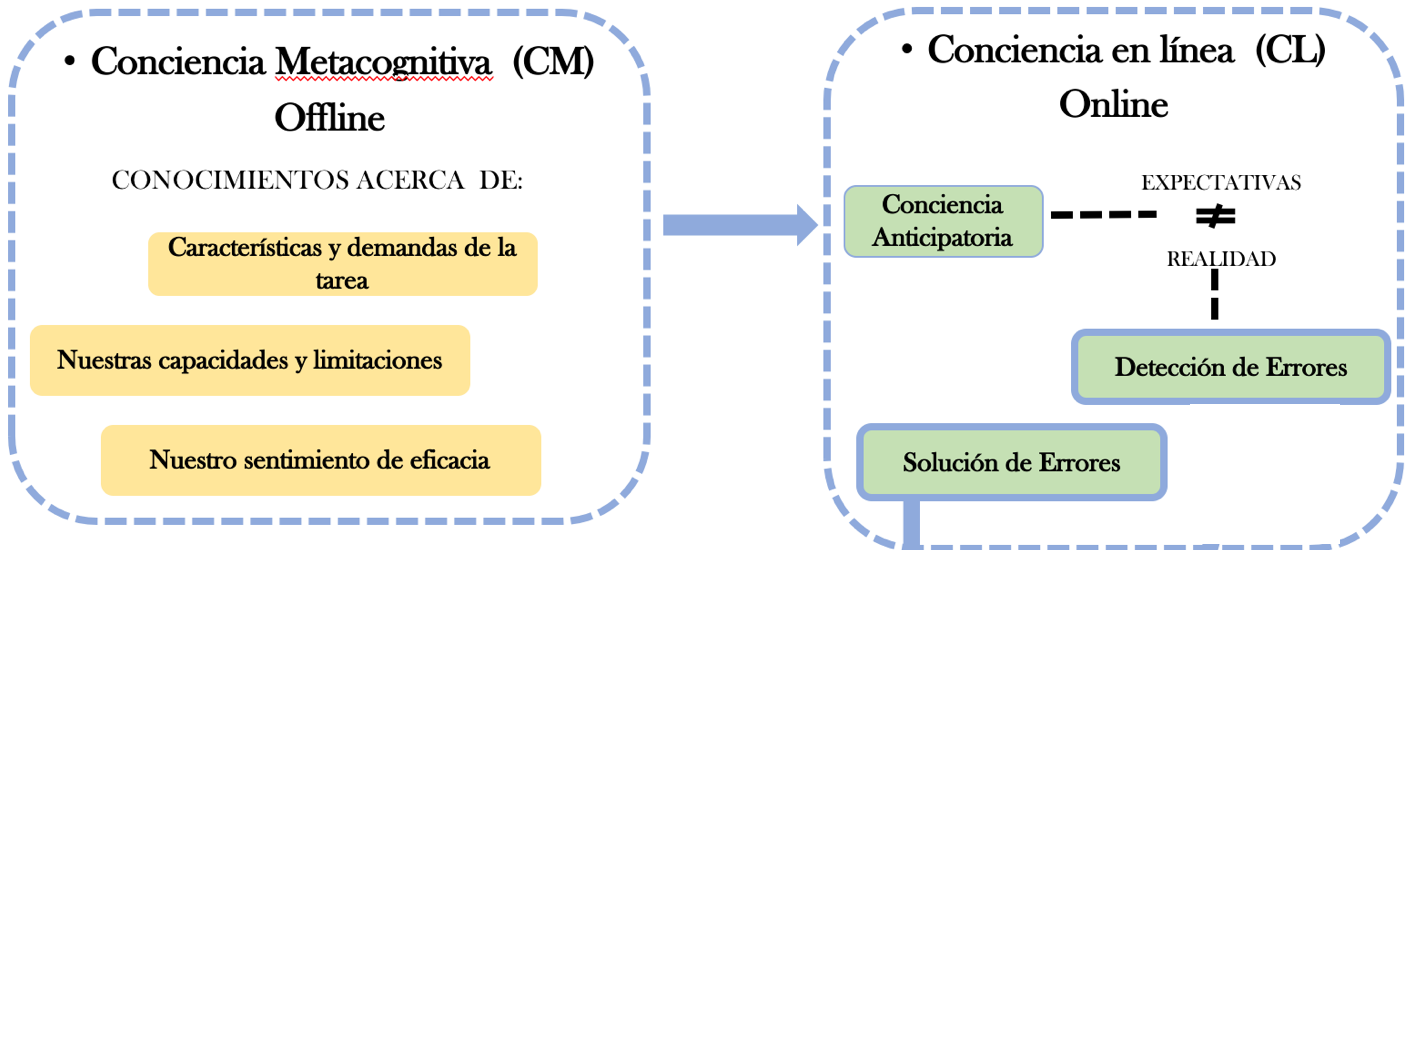 • Conciencia Metacognitiva (CM)
Offline
CONOCIMIENTOS ACERCA DE:
Características y demandas de la
tarea
Nuestras capacidades y limitaciones
Nuestro sentimiento de eficacia
• Conciencia en línea (CL)
Online
Conciencia
Anticipatoria
EXPECTATIVAS
≠
REALIDAD
Detección de Errores
Solución de Errores